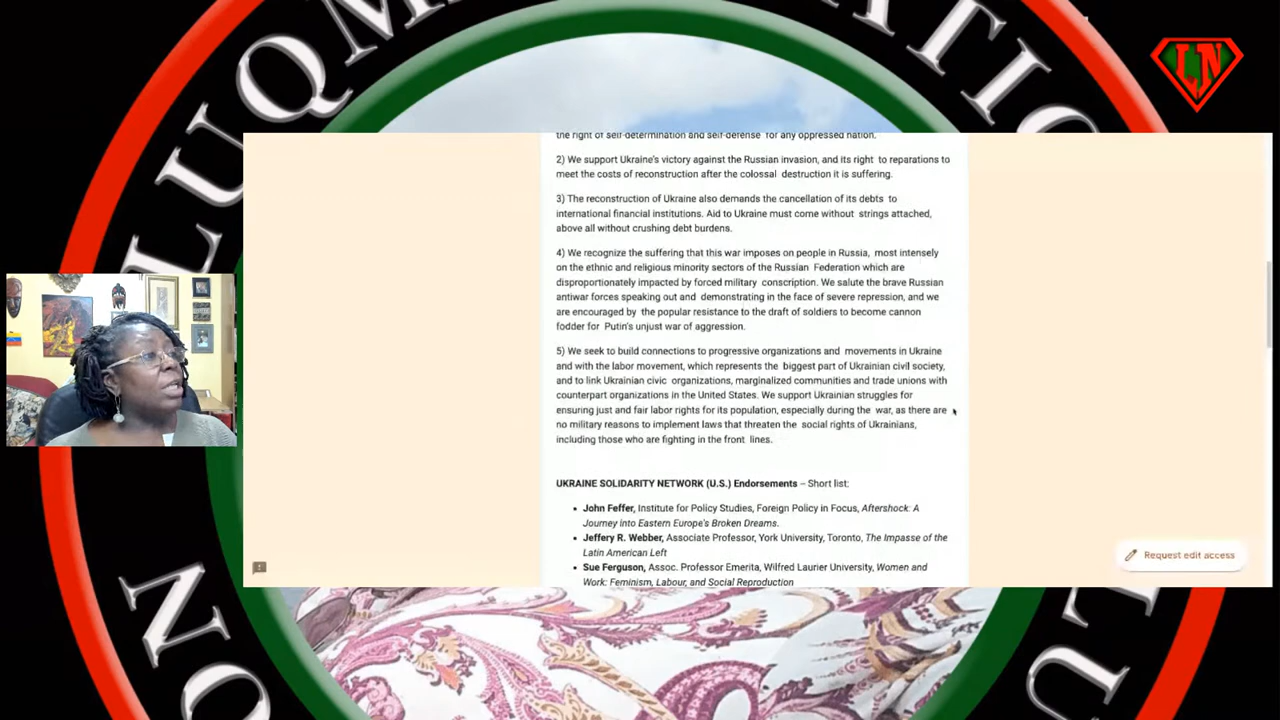 LUQM
ATIO
LN
the right of self-determination and self-defense for any oppressed nation.
2) We support Ukraine's victory against the Russian invasion, and its right to reparations to
meet the costs of reconstruction after the colossal destruction it is suffering.
3) The reconstruction of Ukraine also demands the cancellation of its debts to
international financial institutions. Aid to Ukraine must come without strings attached,
above all without crushing debt burdens.
4) We recognize the suffering that this war imposes on people in Russia, most intensely
on the ethnic and religious minority sectors of the Russian Federation which are
disproportionately impacted by forced military conscription. We salute the brave Russian
antiwar forces speaking out and demonstrating in the face of severe repression, and we
are encouraged by the popular resistance to the draft of soldiers to become cannon
fodder for Putin's unjust war of aggression.
5) We seek to build connections to progressive organizations and movements in Ukraine
and with the labor movement, which represents the biggest part of Ukrainian civil society,
and to link Ukrainian civic organizations, marginalized communities and trade unions with
counterpart organizations in the United States. We support Ukrainian struggles for
ensuring just and fair labor rights for its population, especially during the war, as there are
no military reasons to implement laws that threaten the social rights of Ukrainians,
including those who are fighting in the front lines.
UKRAINE SOLIDARITY NETWORK (U.S.) Endorsements – Short list:
• John Feffer, Institute for Policy Studies, Foreign Policy in Focus, Aftershock: A
Journey into Eastern Europe's Broken Dreams.
• Jeffery R. Webber, Associate Professor, York University, Toronto, The Impasse of the
Latin American Left
• Sue Ferguson, Assoc. Professor Emerita, Wilfred Laurier University, Women and
Work: Feminism, Labour, and Social Reproduction
Request edit access